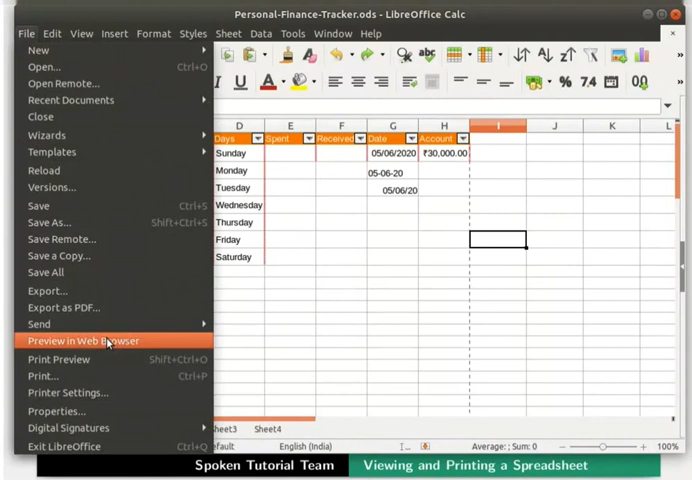 Personal-Finance-Tracker.ods - LibreOffice Calc
File Edit View Insert Format Styles Sheet Data Tools Window Help
New
Open... Ctrl+O
Open Remote...
Recent Documents
Close
Wizards
Templates
Reload
Versions...
Save Ctrl+S
Save As... Shift+Ctrl+S
Save Remote...
Save a Copy...
Save All
Export...
Export as PDF...
Send
Preview in Web Browser
Print Preview Shift+Ctrl+O
Print... Ctrl+P
Printer Settings...
Properties...
Digital Signatures
Exit LibreOffice Ctrl+Q
D E F G H I J K L
Days Spent Received Date Account
Sunday 05/06/2020 ₹30,000.00
Monday 05-06-20
Tuesday 05/06/20
Wednesday
Thursday
Friday
Saturday
heet3 Sheet4
efault English (India) Average: ; Sum: 0 100%
Spoken Tutorial Team Viewing and Printing a Spreadsheet